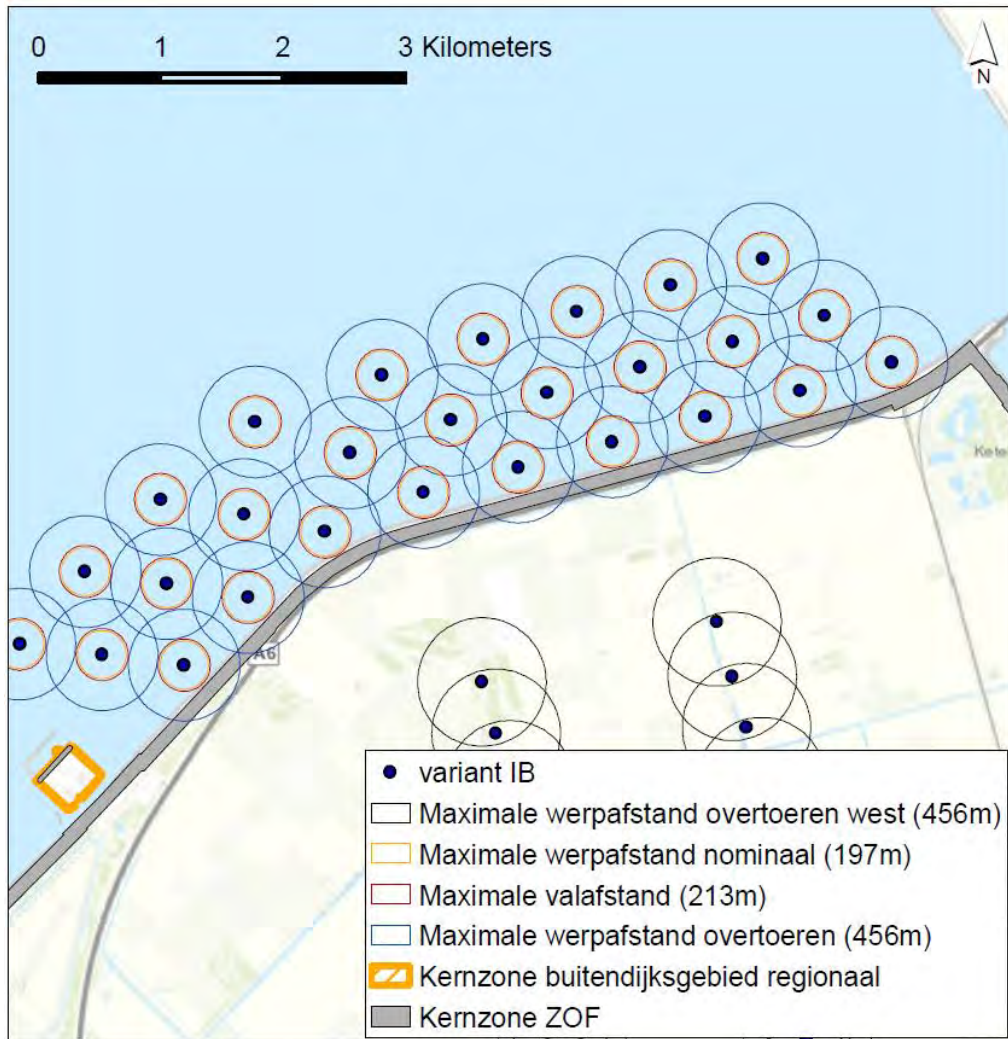 0 1 2 3 Kilometers
N
Kete
A6
variant IB
Maximale werpafstand overtoeren west (456m)
Maximale werpafstand nominaal (197m)
Maximale valafstand (213m)
Maximale werpafstand overtoeren (456m)
Kernzone buitendijksgebied regionaal
Kernzone ZOF